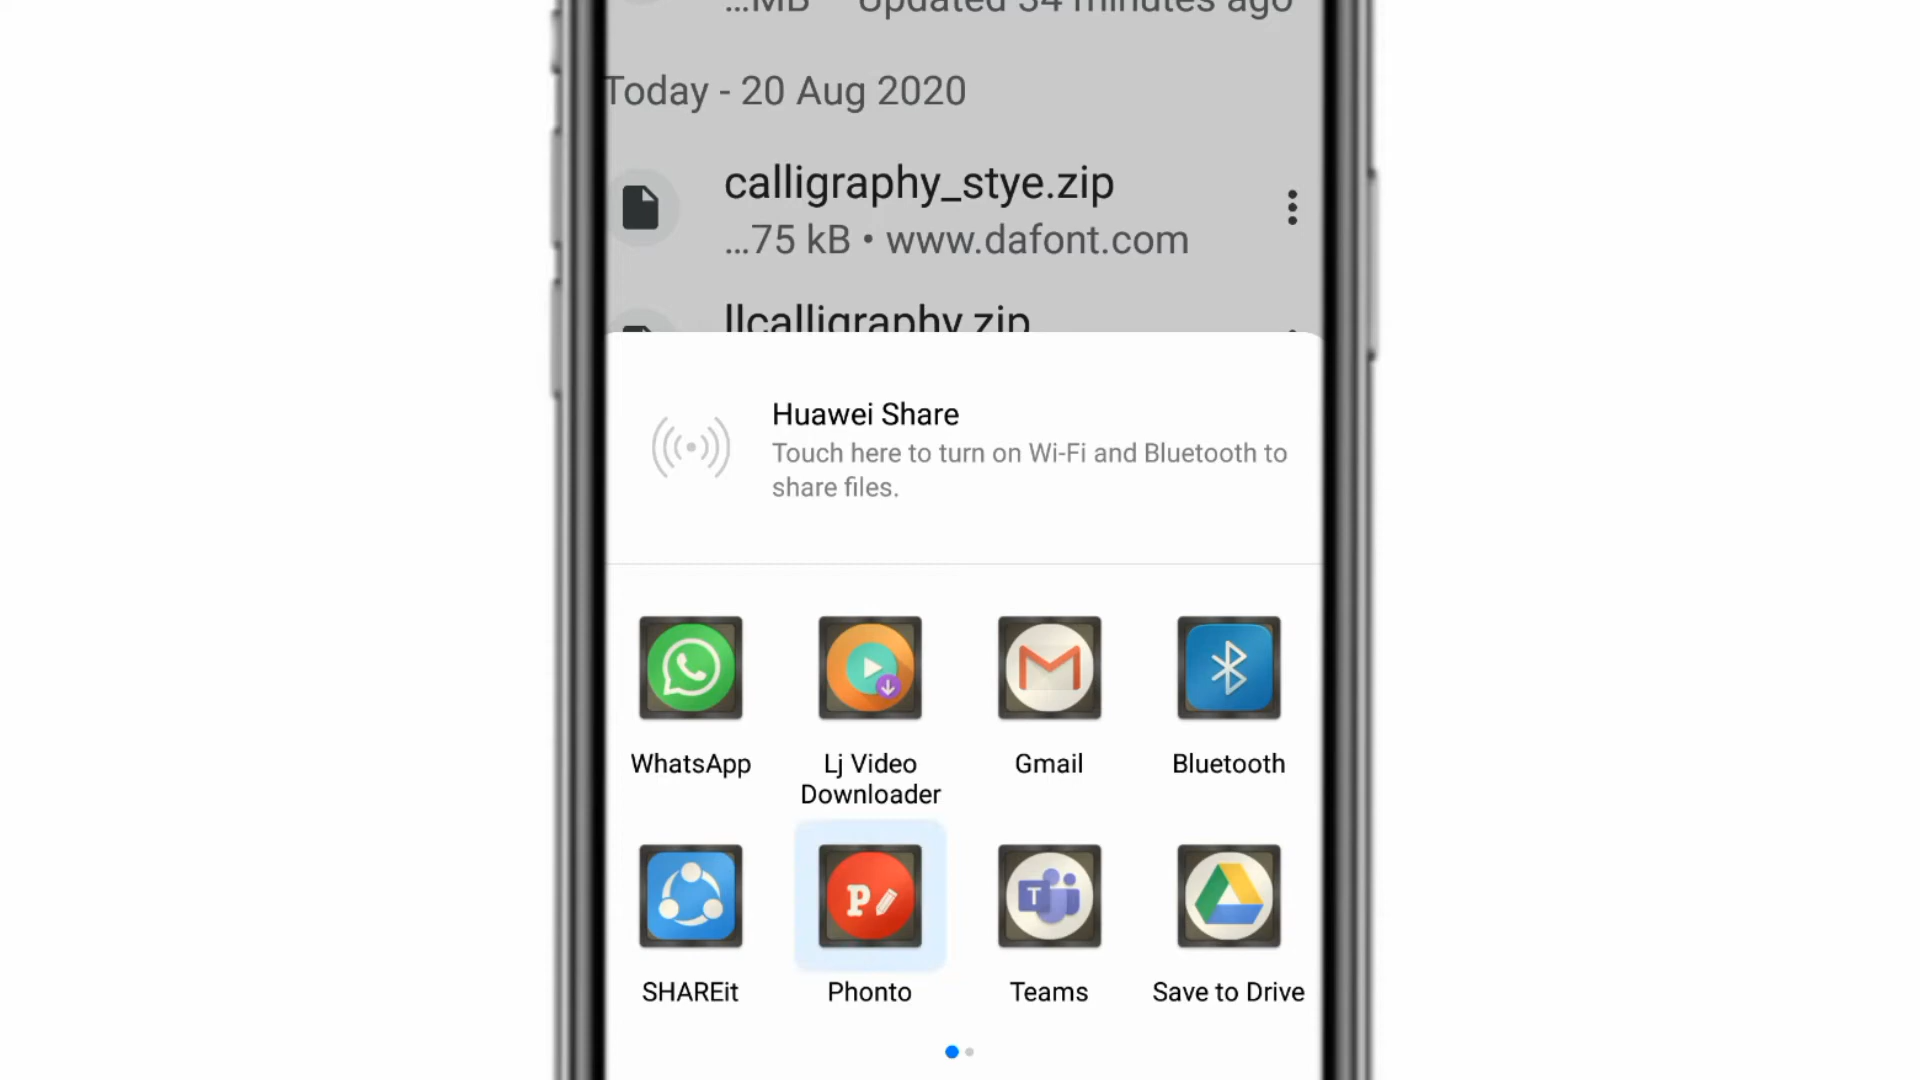 ...MB Updated 34 minutes ago
Today - 20 Aug 2020
calligraphy_stye.zip
...75 kB • www.dafont.com
llcalligraphy.zip
Huawei Share
Touch here to turn on Wi-Fi and Bluetooth to
share files.
WhatsApp
Lj Video
Downloader
Gmail
Bluetooth
P
T
SHAREit
Phonto
Teams
Save to Drive